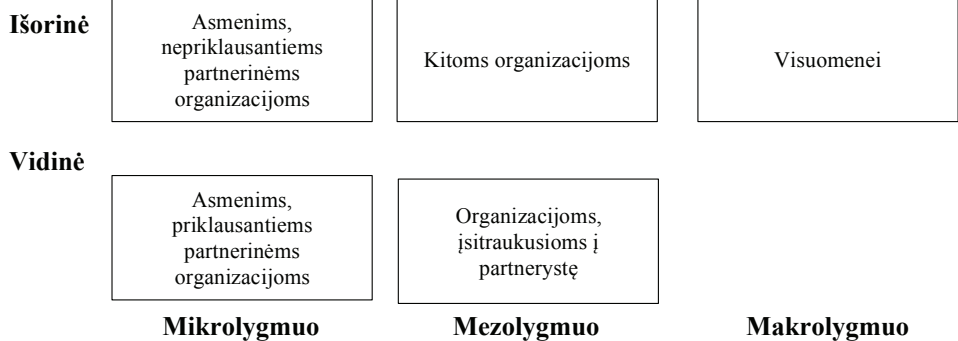 Išorinė
Asmenims,
nepriklausantiems
partnerinėms
organizacijoms
Kitoms organizacijoms
Visuomenei
Vidinė
Asmenims,
priklausantiems
partnerinėms
organizacijoms
Organizacijoms,
įsitraukusioms į
partnerystę
Mikrolygmuo
Mezolygmuo
Makrolygmuo